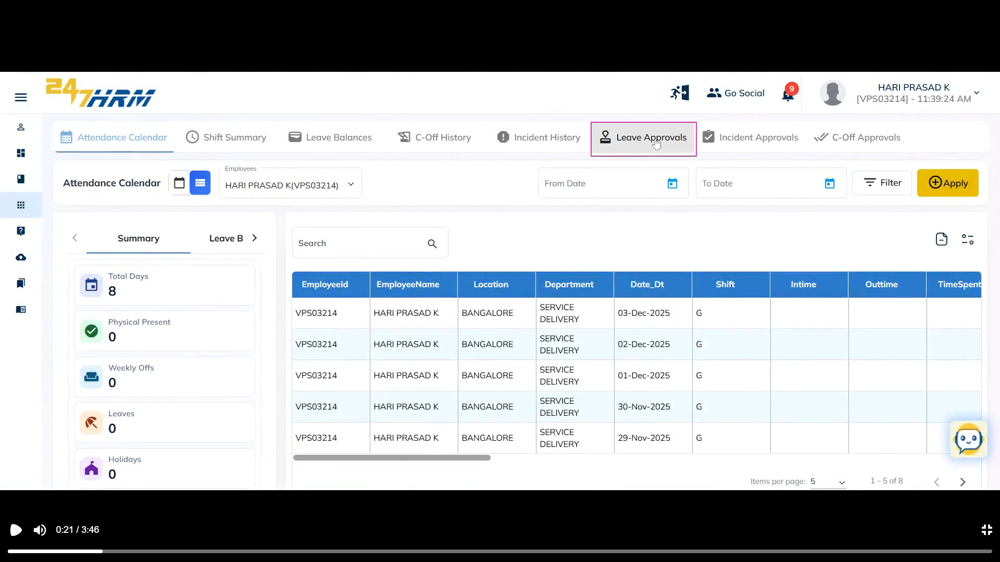 247HRM
Go Social
9
HARI PRASAD K
[VPS03214] - 11:39:24 AM
Attendance Calendar
Shift Summary
Leave Balances
C-Off History
Incident History
Leave Approvals
Incident Approvals
C-Off Approvals
Attendance Calendar
Employees
HARI PRASAD K(VPS03214)
From Date
To Date
Filter
Apply
Summary
Leave B
Total Days
8
Physical Present
0
Weekly Offs
0
Leaves
0
Holidays
0
Search
EmployeeId EmployeeName Location Department Date_Dt Shift Intime Outtime TimeSpent
VPS03214 HARI PRASAD K BANGALORE SERVICE DELIVERY 03-Dec-2025 G
VPS03214 HARI PRASAD K BANGALORE SERVICE DELIVERY 02-Dec-2025 G
VPS03214 HARI PRASAD K BANGALORE SERVICE DELIVERY 01-Dec-2025 G
VPS03214 HARI PRASAD K BANGALORE SERVICE DELIVERY 30-Nov-2025 G
VPS03214 HARI PRASAD K BANGALORE SERVICE DELIVERY 29-Nov-2025 G
Items per page: 5
1 – 5 of 8
0:21 / 3:46